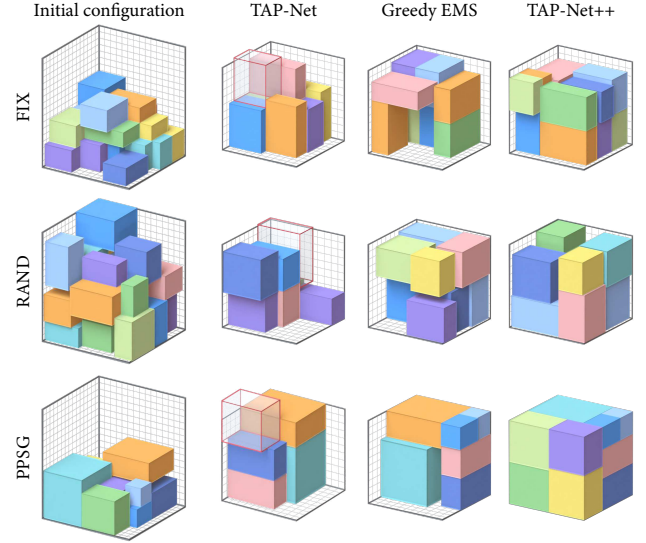 Initial configuration TAP-Net Greedy EMS TAP-Net++
FIX
RAND
PPSG